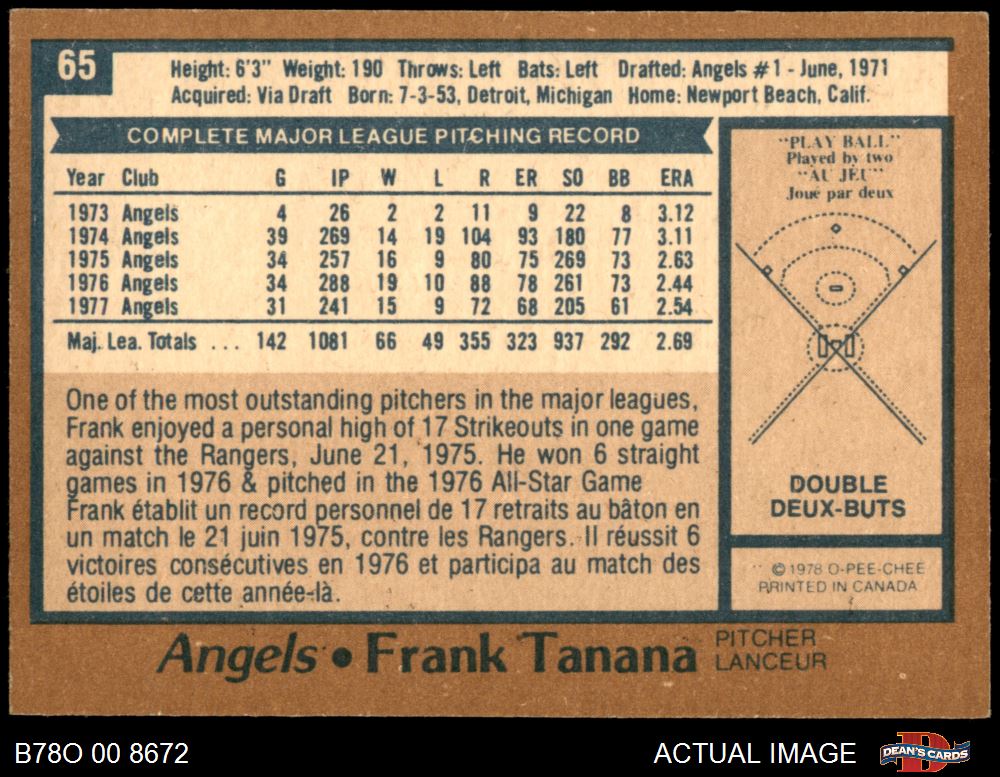 65
Height: 6'3" Weight: 190 Throws: Left Bats: Left Drafted: Angels #1 - June, 1971
Acquired: Via Draft Born: 7-3-53, Detroit, Michigan Home: Newport Beach, Calif.
COMPLETE MAJOR LEAGUE PITCHING RECORD
Year Club G IP W L R ER SO BB ERA
1973 Angels 4 26 2 2 11 9 22 8 3.12
1974 Angels 39 269 14 19 104 93 180 77 3.11
1975 Angels 34 257 16 9 80 75 269 73 2.63
1976 Angels 34 288 19 10 88 78 261 73 2.44
1977 Angels 31 241 15 9 72 68 205 61 2.54
Maj. Lea. Totals ... 142 1081 66 49 355 323 937 292 2.69
One of the most outstanding pitchers in the major leagues,
Frank enjoyed a personal high of 17 Strikeouts in one game
against the Rangers, June 21, 1975. He won 6 straight
games in 1976 & pitched in the 1976 All-Star Game
Frank établit un record personnel de 17 retraits au bâton en
un match le 21 juin 1975, contre les Rangers. Il réussit 6
victoires consécutives en 1976 et participa au match des
étoiles de cette année-là.
"PLAY BALL"
Played by two
"AU JEU"
Joué par deux
DOUBLE
DEUX-BUTS
© 1978 O-PEE-CHEE
PRINTED IN CANADA
Angels • Frank Tanana
PITCHER
LANCEUR
B78O 00 8672
ACTUAL IMAGE
DEAN'S CARDS